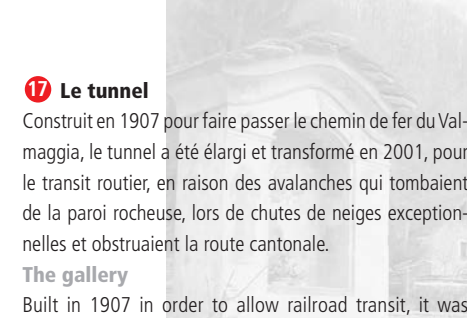 17 Le tunnel
Construit en 1907 pour faire passer le chemin de fer du Val-
maggia, le tunnel a été élargi et transformé en 2001, pour
le transit routier, en raison des avalanches qui tombaient
de la paroi rocheuse, lors de chutes de neiges exception-
nelles et obstruaient la route cantonale.
The gallery
Built in 1907 in order to allow railroad transit, it was